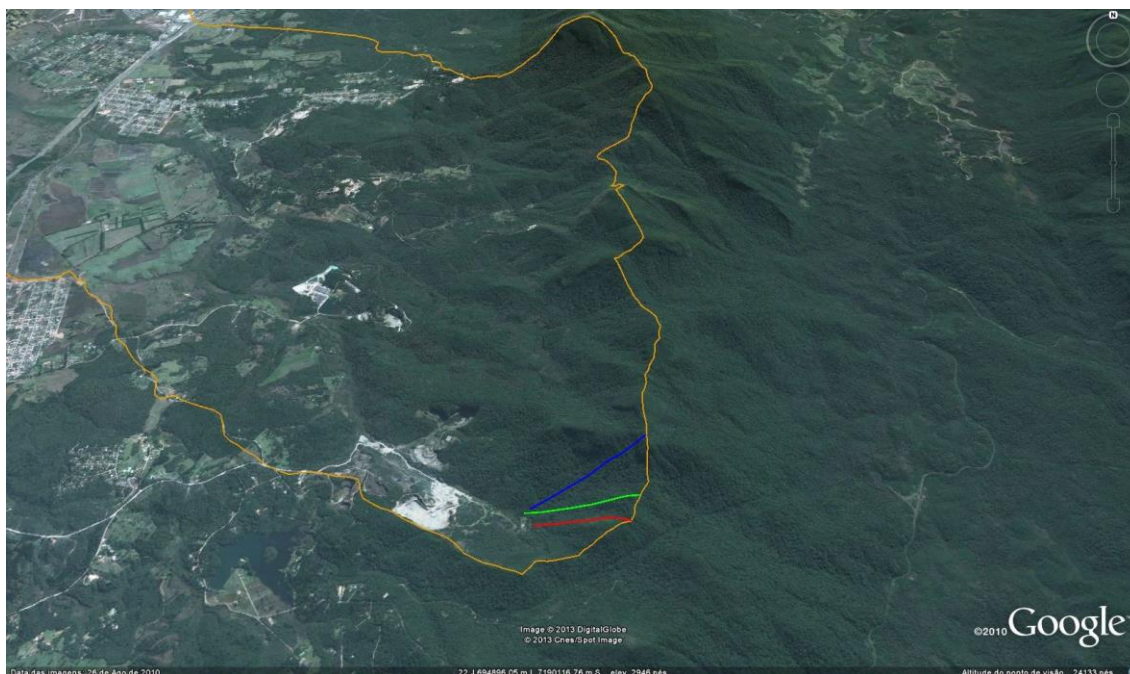 N
Image © 2013 DigitalGlobe
© 2013 Cnes/Spot Image
©2010 Google
Data das imagens: 26 de Ago de 2010 22 J 694896.05 m L 7190116.76 m S elev 2946 pés Altitude do ponto de visão 24133 pés